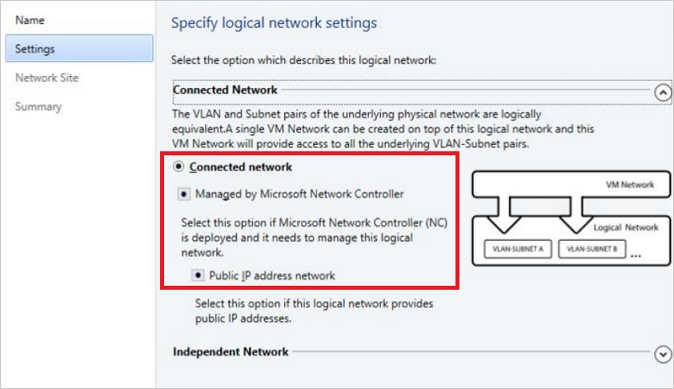 Name
Settings
Network Site
Summary
Specify logical network settings
Select the option which describes this logical network:
Connected Network
The VLAN and Subnet pairs of the underlying physical network are logically
equivalent.A single VM Network can be created on top of this logical network and this
VM Network will provide access to all the underlying VLAN-Subnet pairs.
Connected network
Managed by Microsoft Network Controller
Select this option if Microsoft Network Controller (NC)
is deployed and it needs to manage this logical
network.
Public IP address network
Select this option if this logical network provides
public IP addresses.
VM Network
Logical Network
VLAN-SUBNET A
VLAN-SUBNET B
...
Independent Network